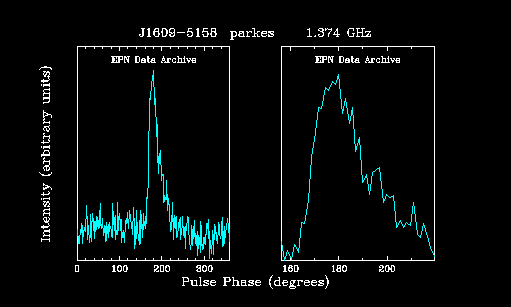 J1609-5158 parkes 1.374 GHz
EPN Data Archive
EPN Data Archive
Intensity (arbitrary units)
0 100 200 300
160 180 200
Pulse Phase (degrees)